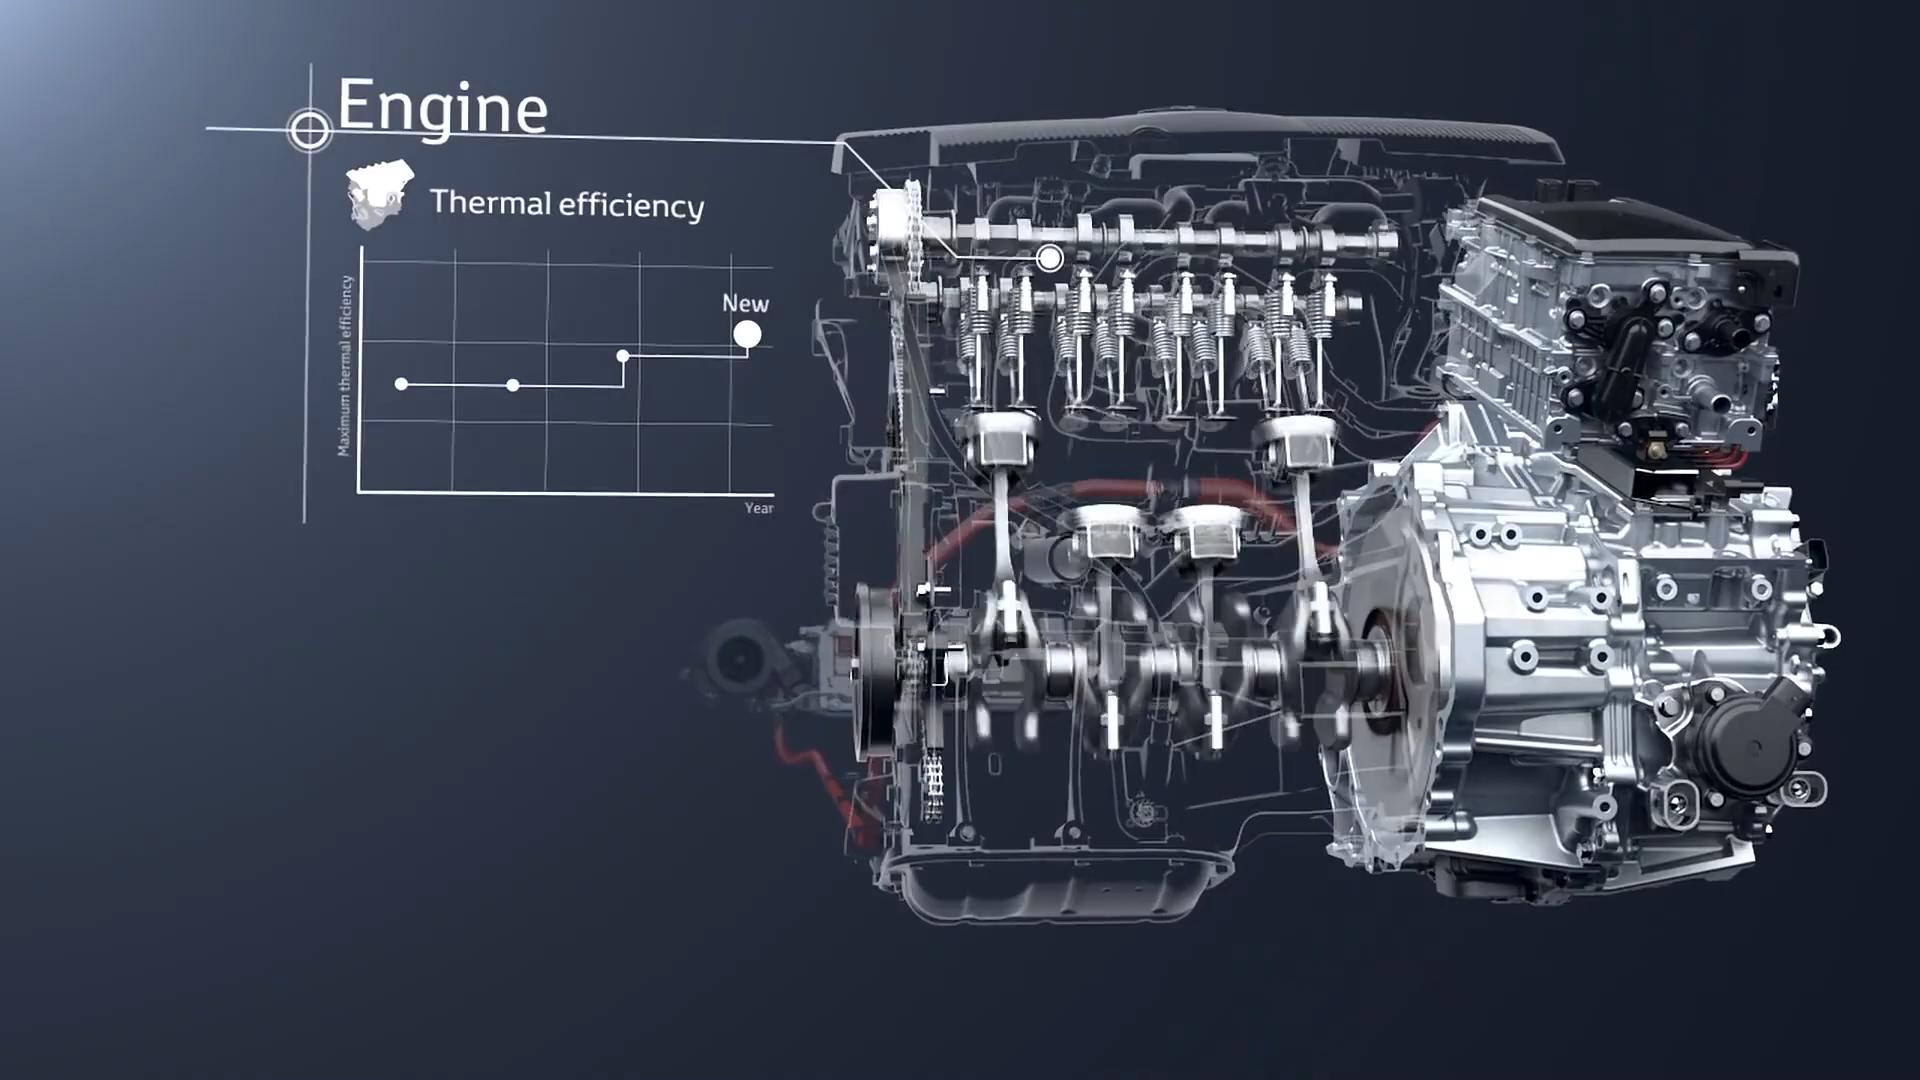 Engine
Thermal efficiency
New
Maximum thermal efficiency
Year